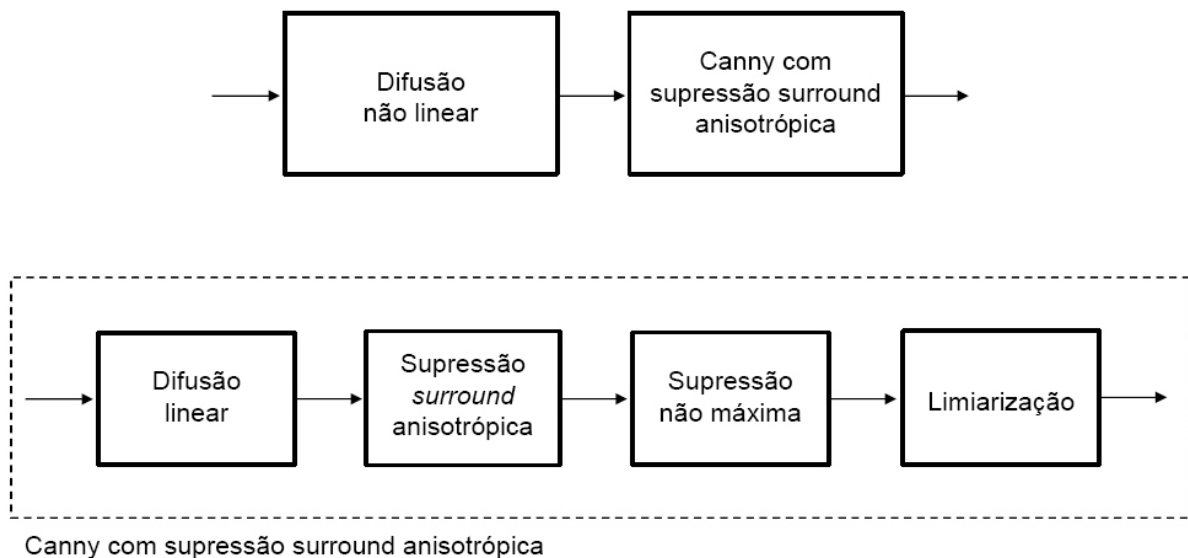 Difusão
não linear
Canny com
supressão surround
anisotrópica
Difusão
linear
Supressão
surround
anisotrópica
Supressão
não máxima
Limiarização
Canny com supressão surround anisotrópica